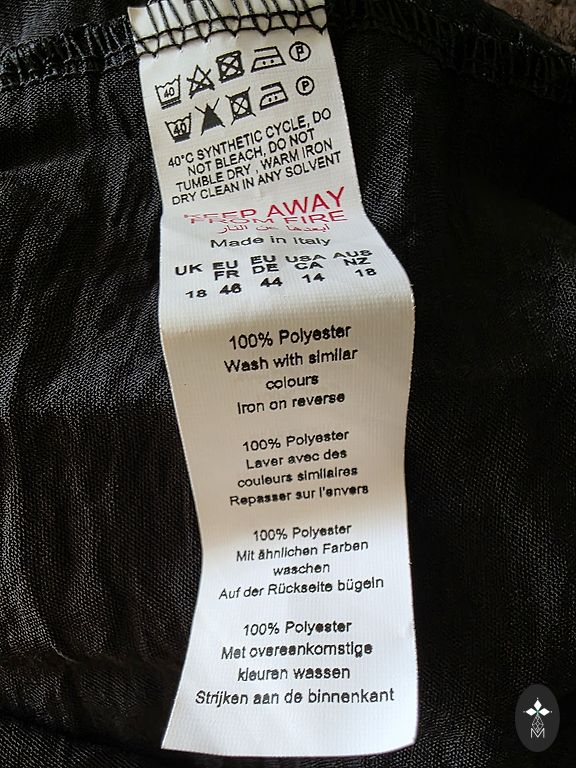 40 P
40 P
40°C SYNTHETIC CYCLE, DO
NOT BLEACH, DO NOT
TUMBLE DRY , WARM IRON
DRY CLEAN IN ANY SOLVENT
KEEP AWAY
FROM FIRE
ابعدها عن النار
Made in Italy
UK EU EU USA AUS
FR DE CA NZ
18 46 44 14 18
100% Polyester
Wash with similar
colours
Iron on reverse
100% Polyester
Laver avec des
couleurs similaires
Repasser sur l'envers
100% Polyester
Mit ähnlichen Farben
waschen
Auf der Rückseite bügeln
100% Polyester
Met overeenkomstige
kleuren wassen
Strijken aan de binnenkant
M